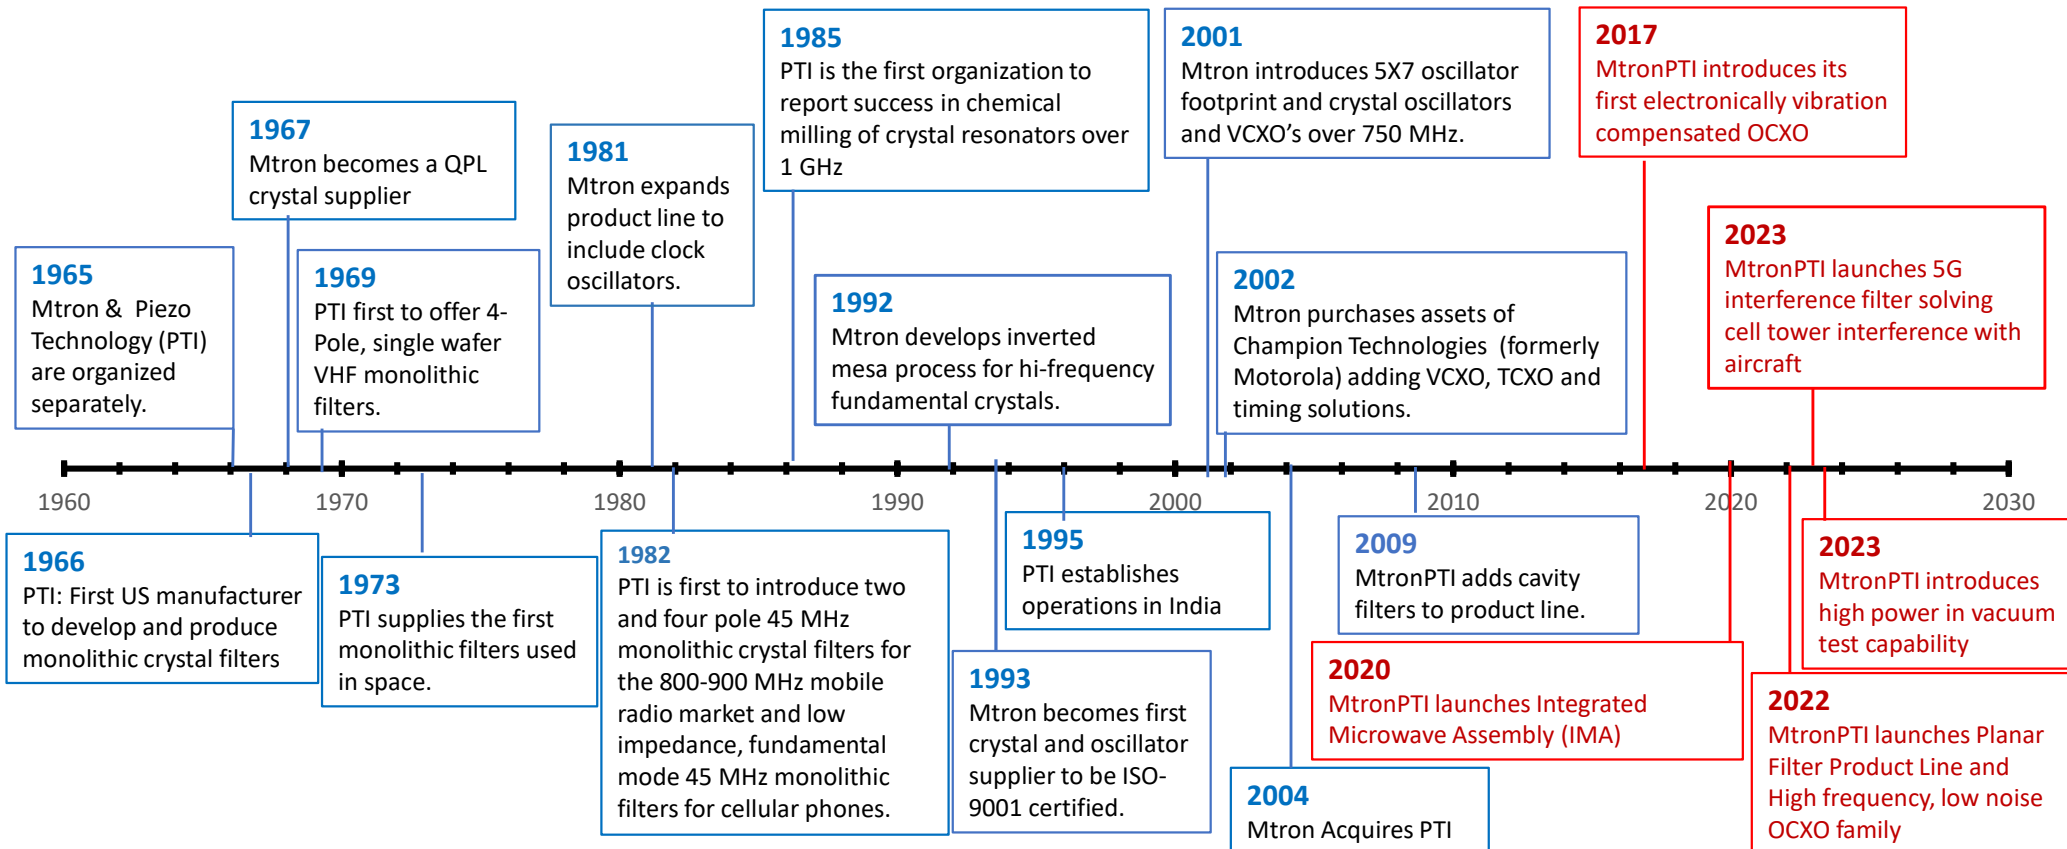 1965
Mtron &  Piezo
Technology (PTI)
are organized
separately.
1967
Mtron becomes a QPL
crystal supplier
1969
PTI first to offer 4-
Pole, single wafer
VHF monolithic
filters.
1981
Mtron expands
product line to
include clock
oscillators.
1985
PTI is the first organization to
report success in chemical
milling of crystal resonators over
1 GHz
1992
Mtron develops inverted
mesa process for hi-frequency
fundamental crystals.
2001
Mtron introduces 5X7 oscillator
footprint and crystal oscillators
and VCXO’s over 750 MHz.
2002
Mtron purchases assets of
Champion Technologies  (formerly
Motorola) adding VCXO, TCXO and
timing solutions.
2017
MtronPTI introduces its
first electronically vibration
compensated OCXO
2023
MtronPTI launches 5G
interference filter solving
cell tower interference with
aircraft
1960 1970 1980 1990 2000 2010 2020 2030
1966
PTI: First US manufacturer
to develop and produce
monolithic crystal filters
1973
PTI supplies the first
monolithic filters used
in space.
1982
PTI is first to introduce two
and four pole 45 MHz
monolithic crystal filters for
the 800-900 MHz mobile
radio market and low
impedance, fundamental
mode 45 MHz monolithic
filters for cellular phones.
1993
Mtron becomes first
crystal and oscillator
supplier to be ISO-
9001 certified.
1995
PTI establishes
operations in India
2004
Mtron Acquires PTI
2009
MtronPTI adds cavity
filters to product line.
2020
MtronPTI launches Integrated
Microwave Assembly (IMA)
2023
MtronPTI introduces
high power in vacuum
test capability
2022
MtronPTI launches Planar
Filter Product Line and
High frequency, low noise
OCXO family